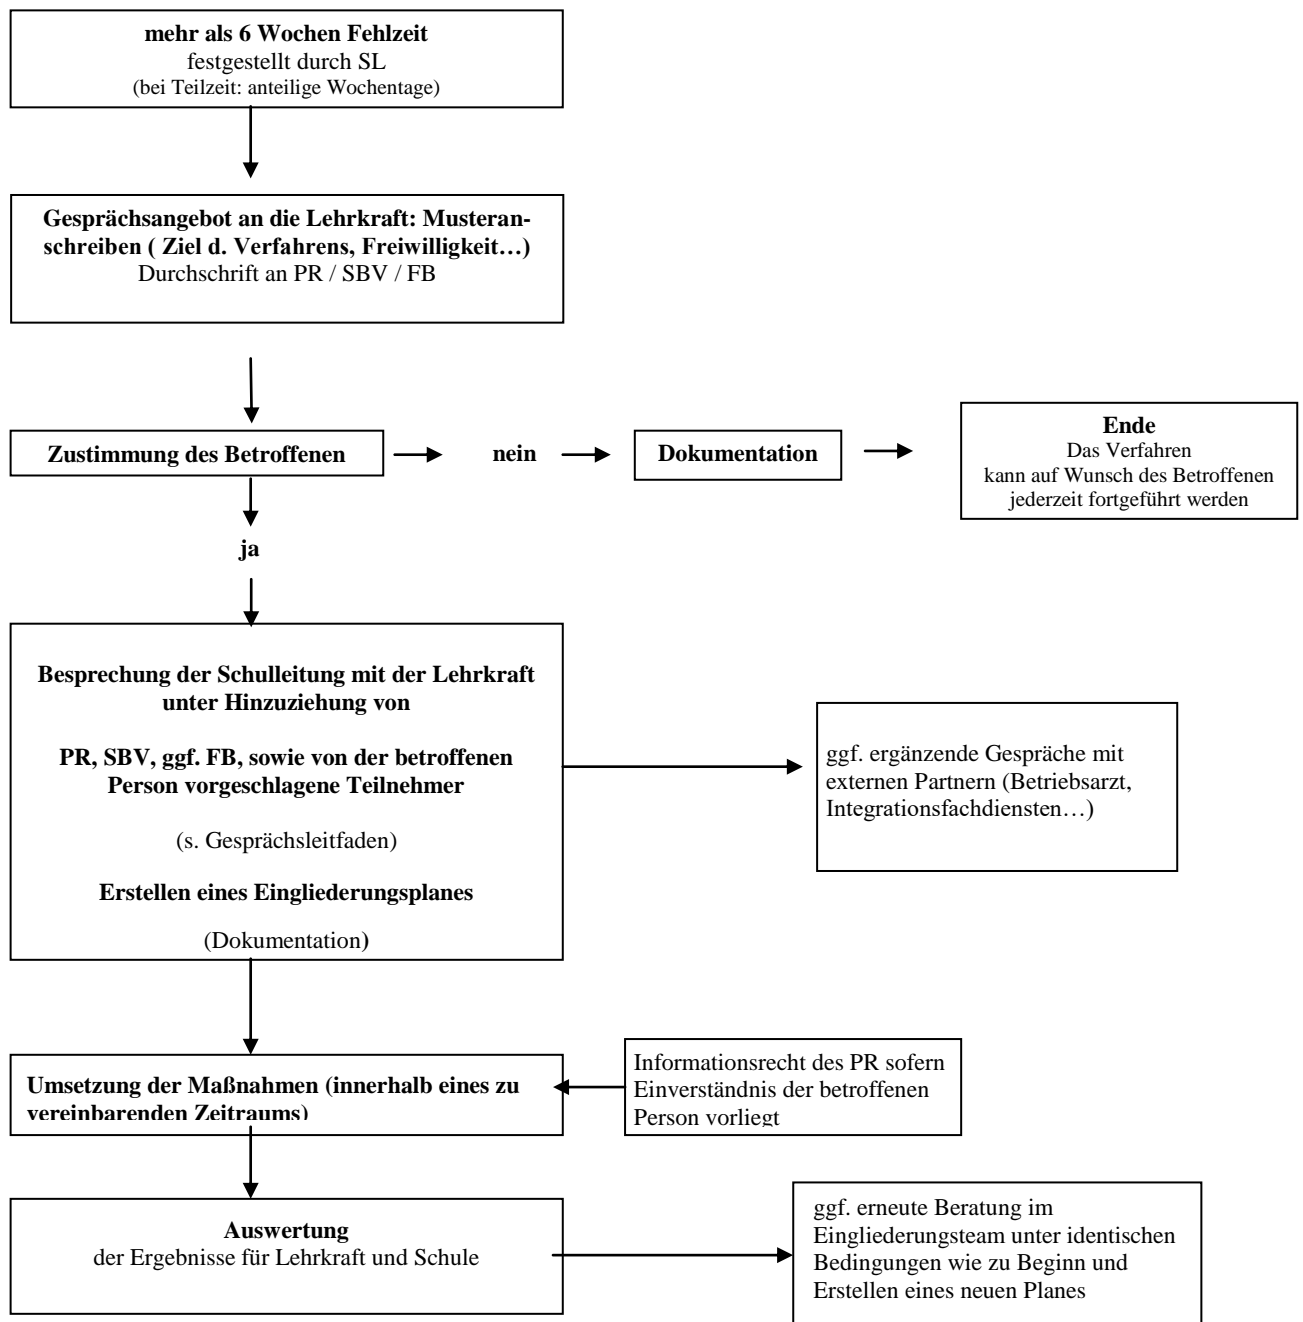 mehr als 6 Wochen Fehlzeit
festgestellt durch SL
(bei Teilzeit: anteilige Wochentage)
Gesprächsangebot an die Lehrkraft: Musteran-
schreiben ( Ziel d. Verfahrens, Freiwilligkeit…)
Durchschrift an PR / SBV / FB
Zustimmung des Betroffenen
nein
Dokumentation
Ende
Das Verfahren
kann auf Wunsch des Betroffenen
jederzeit fortgeführt werden
ja
Besprechung der Schulleitung mit der Lehrkraft
unter Hinzuziehung von
PR, SBV, ggf. FB, sowie von der betroffenen
Person vorgeschlagene Teilnehmer
(s. Gesprächsleitfaden)
Erstellen eines Eingliederungsplanes
(Dokumentation)
ggf. ergänzende Gespräche mit
externen Partnern (Betriebsarzt,
Integrationsfachdiensten…)
Umsetzung der Maßnahmen (innerhalb eines zu
vereinbarenden Zeitraums)
Informationsrecht des PR sofern
Einverständnis der betroffenen
Person vorliegt
Auswertung
der Ergebnisse für Lehrkraft und Schule
ggf. erneute Beratung im
Eingliederungsteam unter identischen
Bedingungen wie zu Beginn und
Erstellen eines neuen Planes